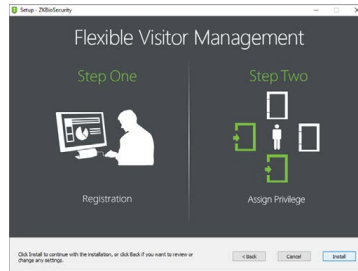 Setup - ZKBioSecurity
Flexible Visitor Management
Step One
Step Two
Registration
Assign Privilege
Click Install to continue with the installation, or click Back if you want to review or
change any settings.
< Back
Cancel
Install